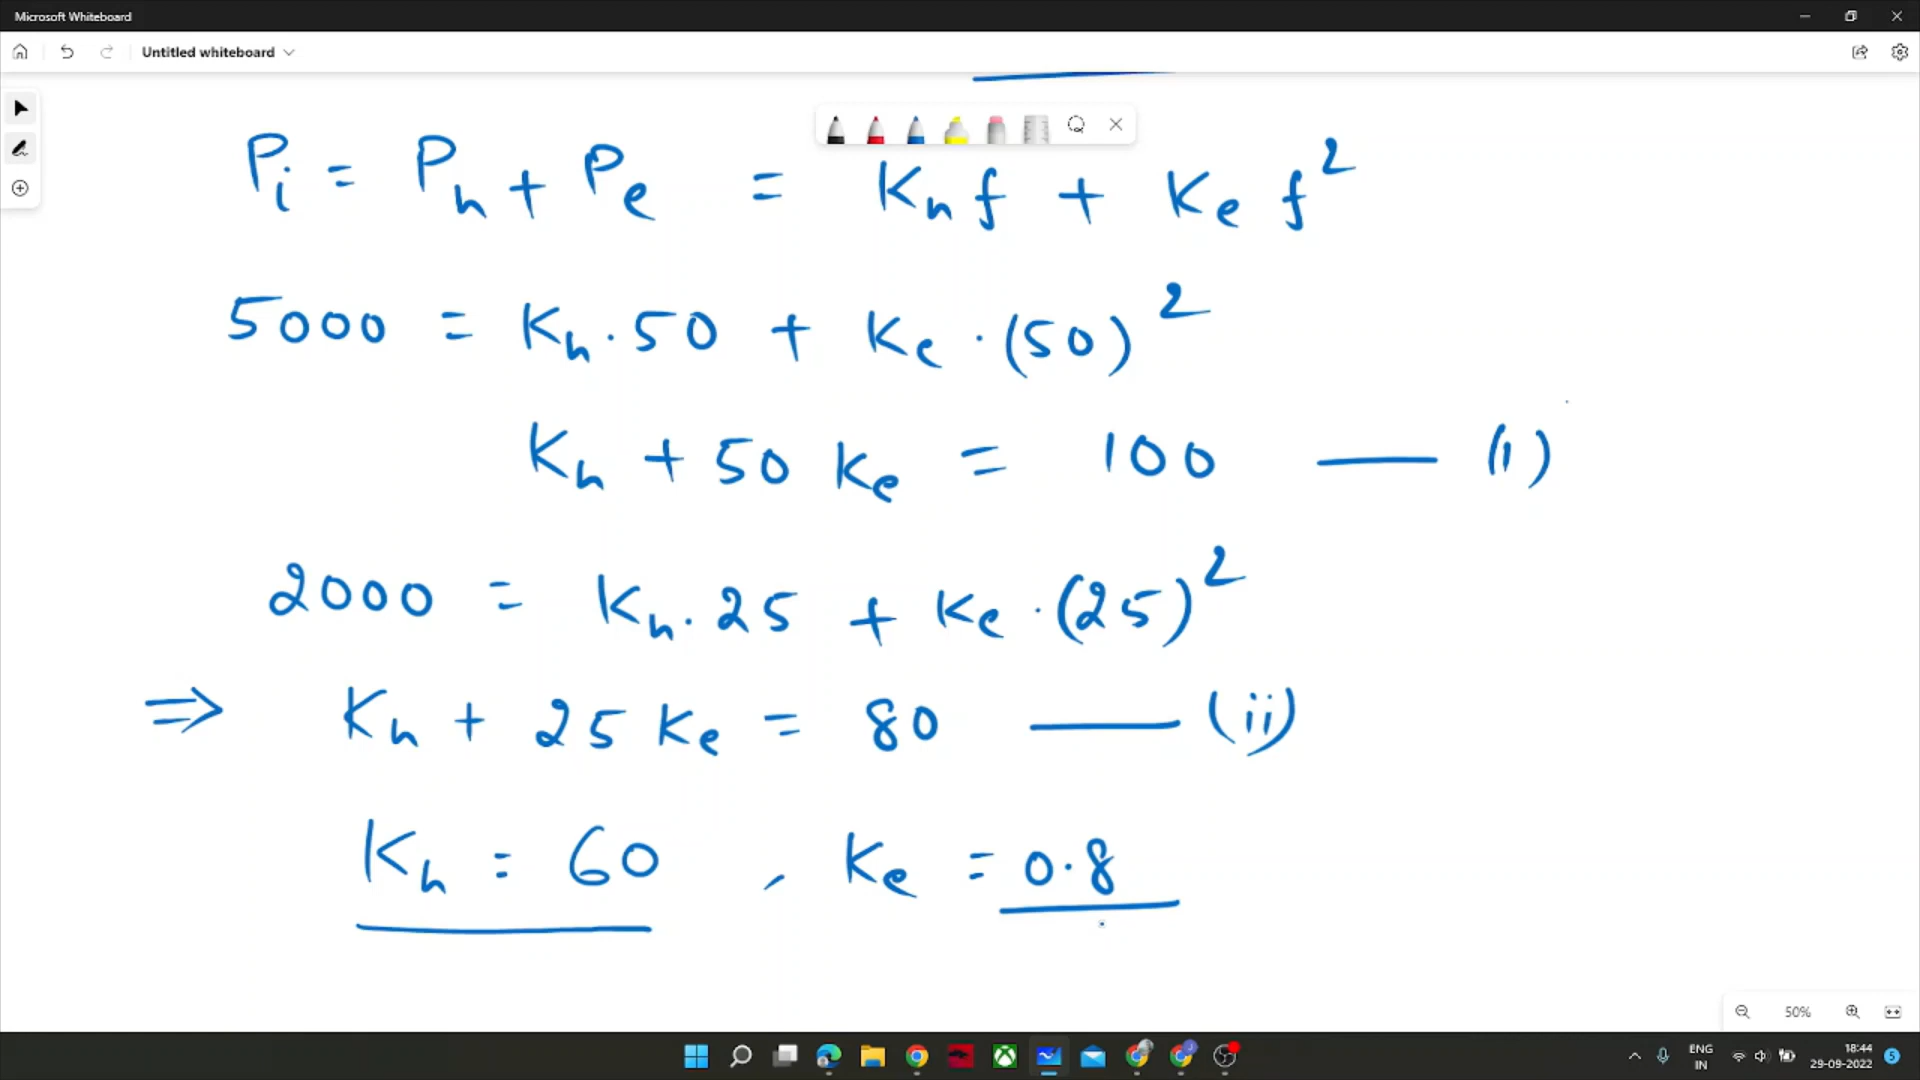 Microsoft Whiteboard
Untitled whiteboard
Pi = Ph + Pe = Kh f + Ke f²
5000 = Kh · 50 + Ke · (50)²
Kh + 50 Ke = 100 — (i)
2000 = Kh · 25 + Ke · (25)²
⇒ Kh + 25 Ke = 80 — (ii)
Kh = 60 , Ke = 0.8
50%
ENG
IN
18:44
29-09-2022
5